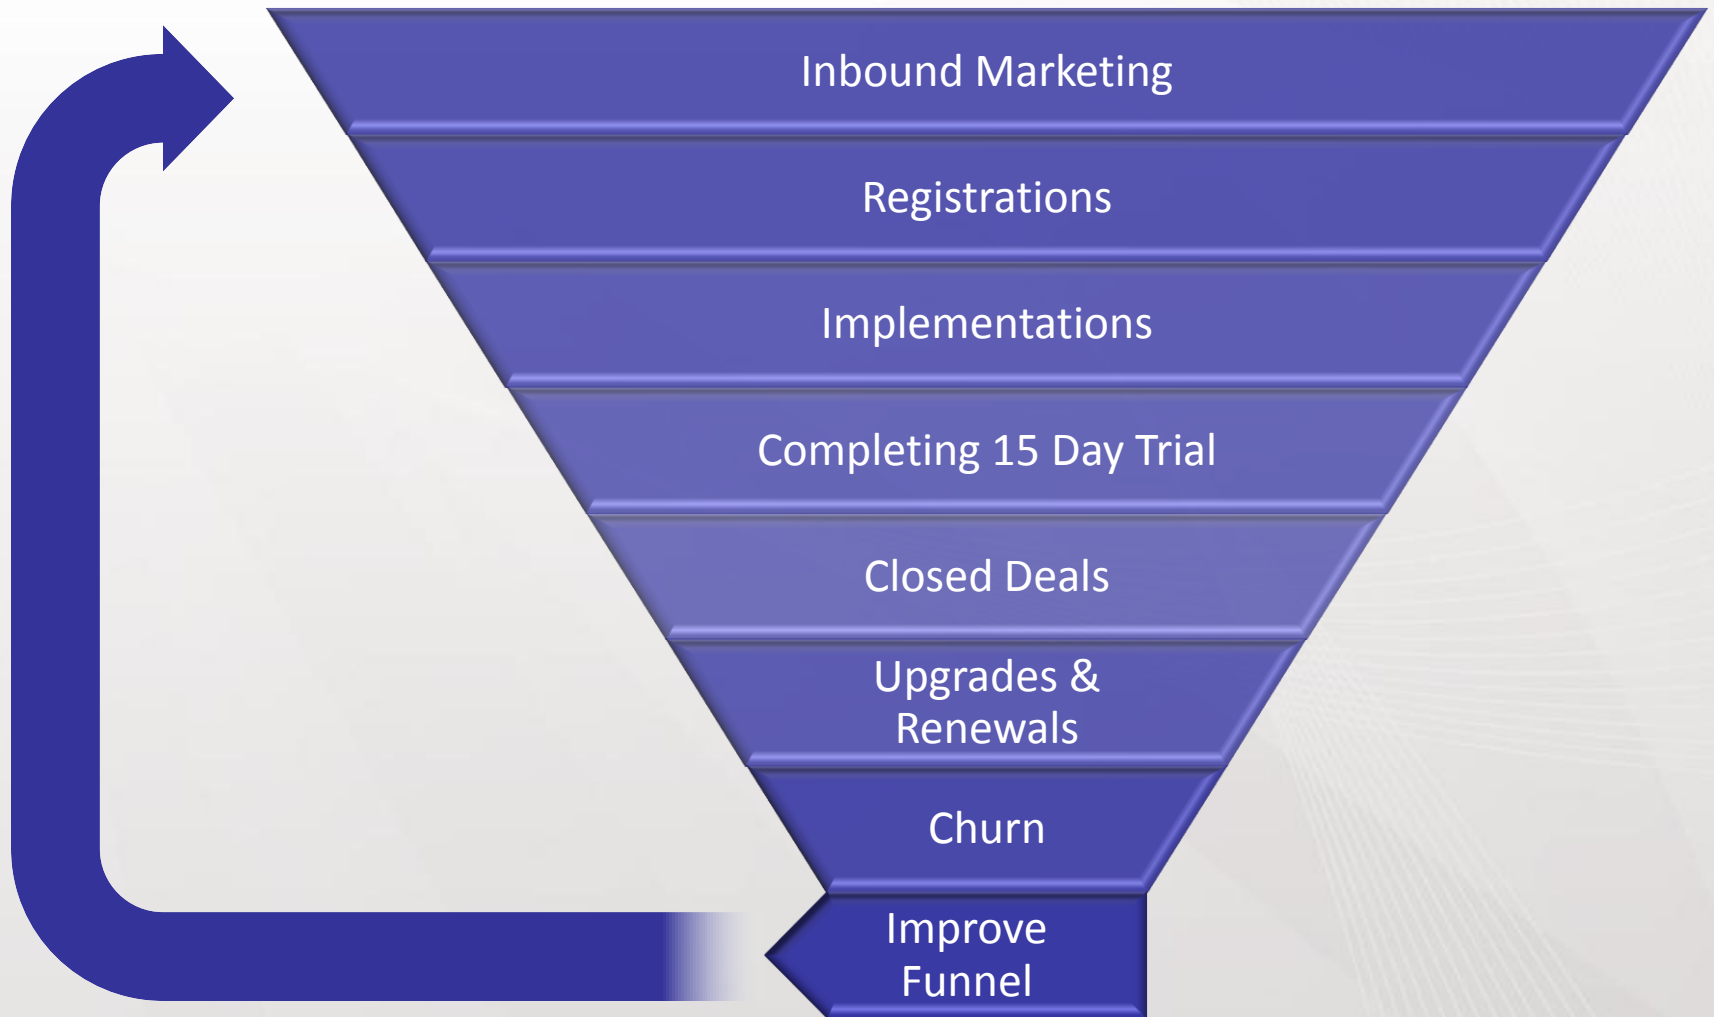 Inbound Marketing
Registrations
Implementations
Completing 15 Day Trial
Closed Deals
Upgrades &
Renewals
Churn
Improve
Funnel